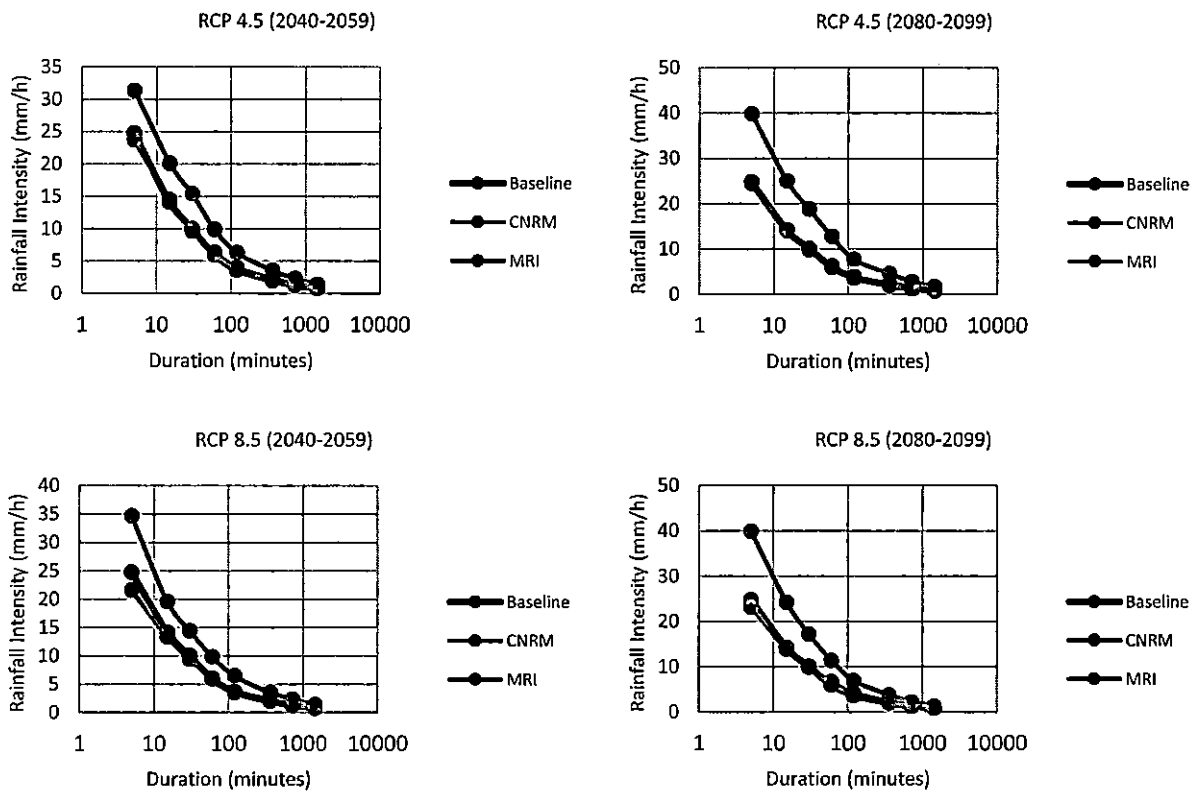 RCP 4.5 (2040-2059)
Rainfall Intensity (mm/h)
35
30
25
20
15
10
5
0
1 10 100 1000 10000
Duration (minutes)
Baseline
CNRM
MRI
RCP 4.5 (2080-2099)
Rainfall Intensity (mm/h)
50
40
30
20
10
0
1 10 100 1000 10000
Duration (minutes)
Baseline
CNRM
MRI
RCP 8.5 (2040-2059)
Rainfall Intensity (mm/h)
40
35
30
25
20
15
10
5
0
1 10 100 1000 10000
Duration (minutes)
Baseline
CNRM
MRI
RCP 8.5 (2080-2099)
Rainfall Intensity (mm/h)
50
40
30
20
10
0
1 10 100 1000 10000
Duration (minutes)
Baseline
CNRM
MRI